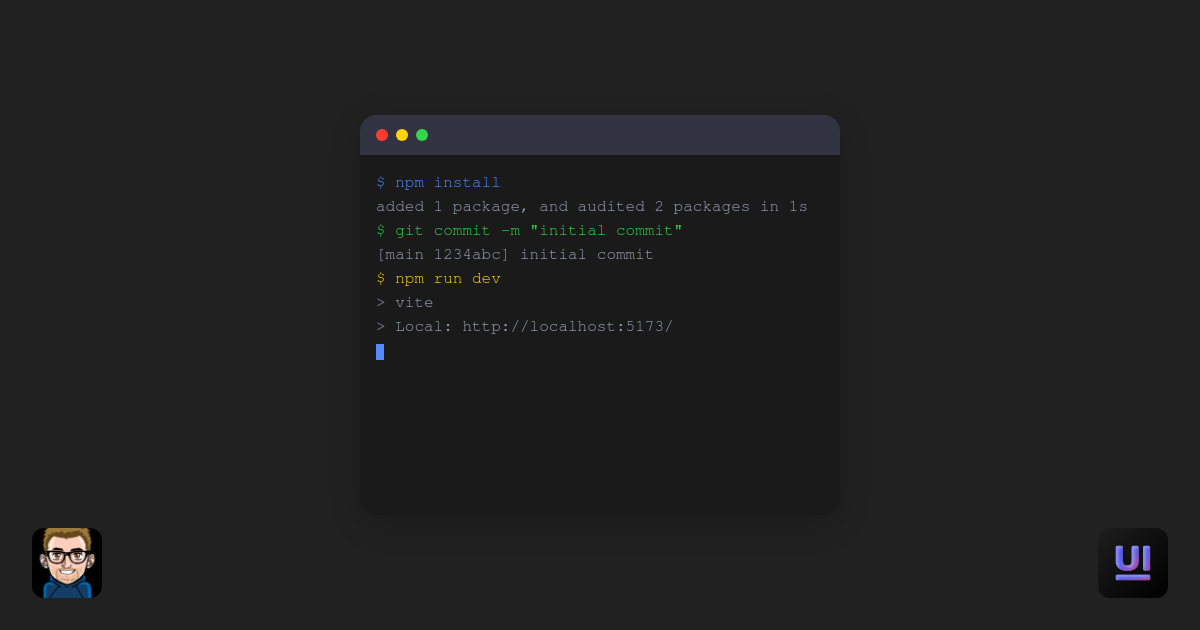 $ npm install
added 1 package, and audited 2 packages in 1s
$ git commit -m "initial commit"
[main 1234abc] initial commit
$ npm run dev
> vite
> Local: http://localhost:5173/
UI